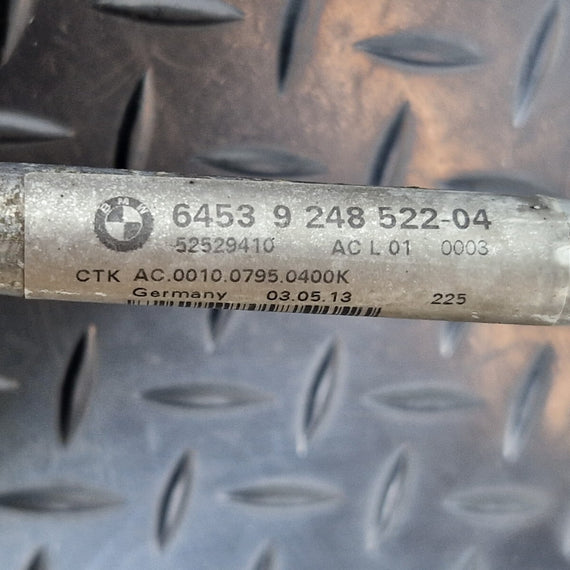 BMW
6453 9 248 522-04
52529410 AC L 01 0003
CTK AC.0010.0795.0400K
Germany 03.05.13 225